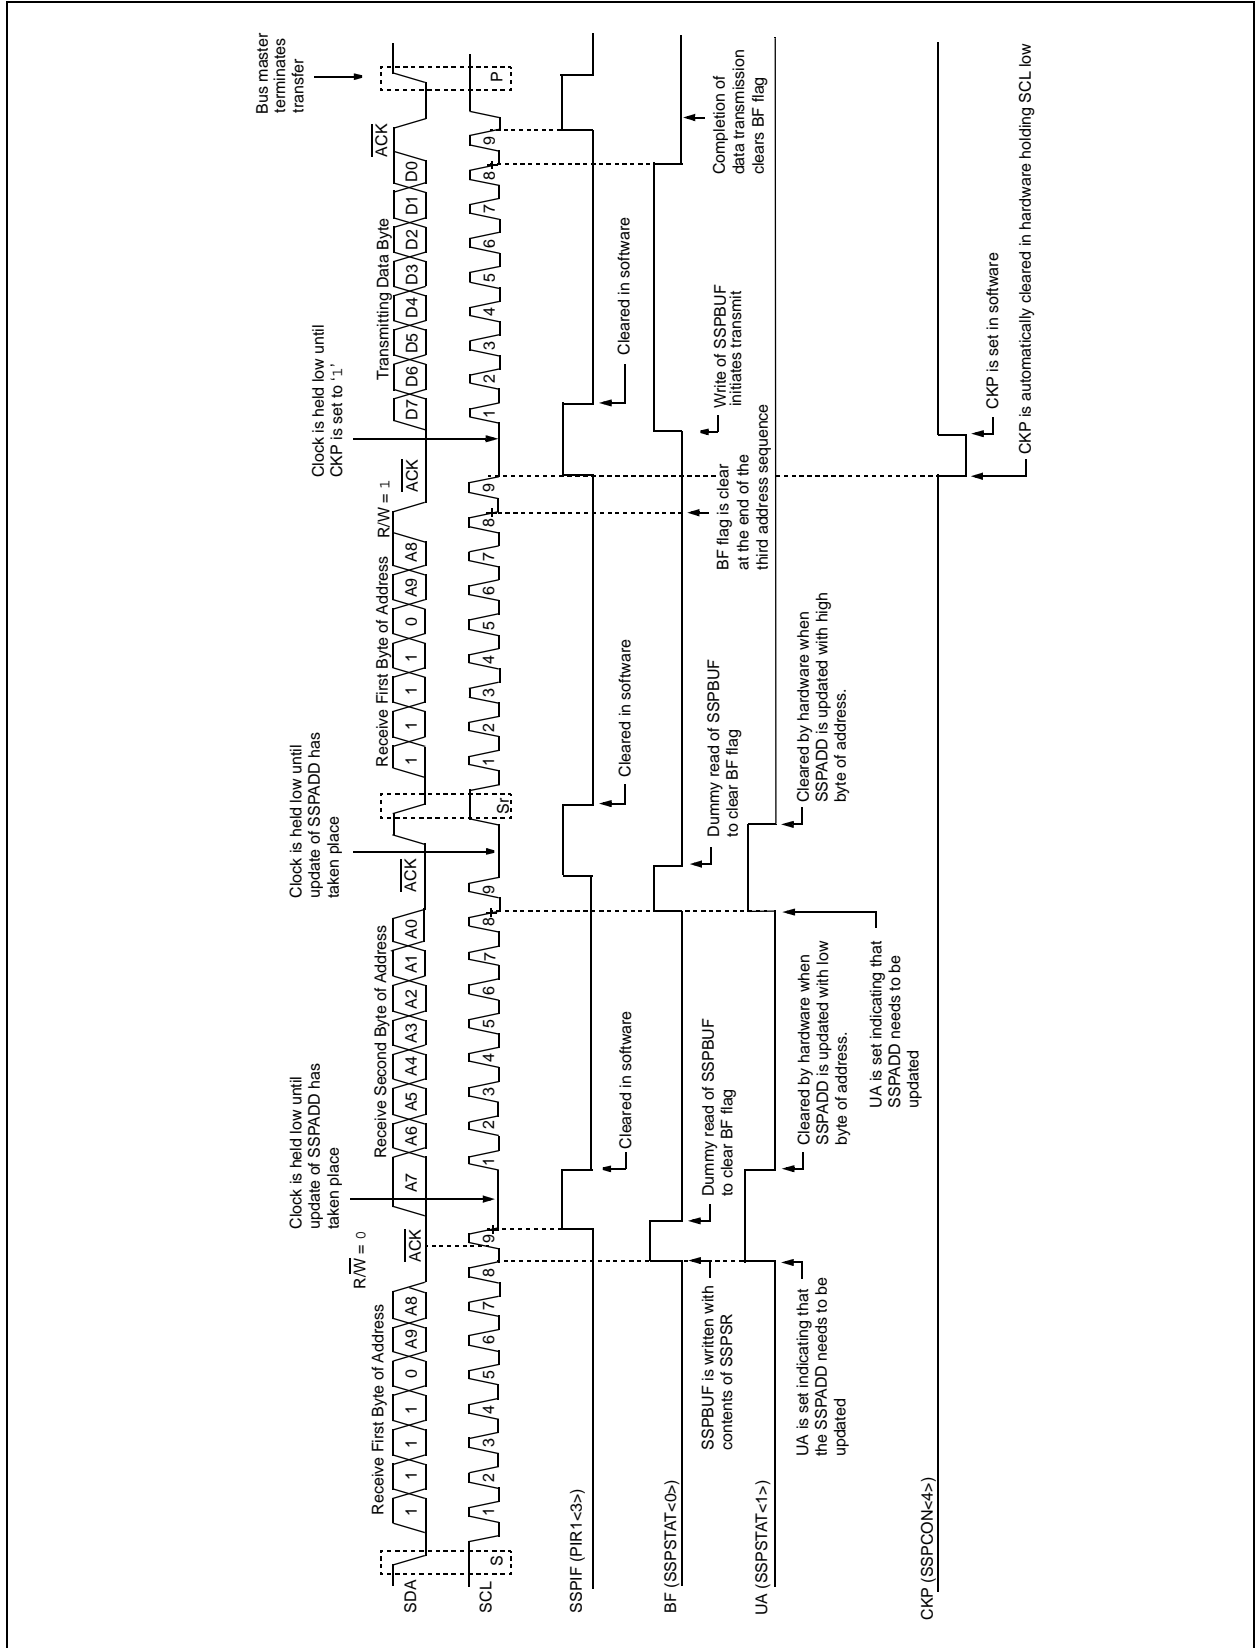 Bus master
terminates
transfer
Clock is held low until
update of SSPADD has
taken place
Clock is held low until
update of SSPADD has
taken place
Clock is held low until
CKP is set to ‘1’
R/W = 0
R/W = 1
Receive First Byte of Address
ACK
Receive Second Byte of Address
ACK
Receive First Byte of Address
ACK
Transmitting Data Byte
ACK
SDA
1 1 1 1 0 A9 A8
A7 A6 A5 A4 A3 A2 A1 A0
1 1 1 1 0 A9 A8
D7 D6 D5 D4 D3 D2 D1 D0
SCL
S 1 2 3 4 5 6 7 8 9
1 2 3 4 5 6 7 8 9
Sr 1 2 3 4 5 6 7 8 9
1 2 3 4 5 6 7 8 9 P
SSPIF (PIR1<3>)
Cleared in software
Cleared in software
Cleared in software
BF (SSPSTAT<0>)
SSPBUF is written with
contents of SSPSR
Dummy read of SSPBUF
to clear BF flag
Dummy read of SSPBUF
to clear BF flag
BF flag is clear
at the end of the
third address sequence
Write of SSPBUF
initiates transmit
Completion of
data transmission
clears BF flag
UA (SSPSTAT<1>)
UA is set indicating that
the SSPADD needs to be
updated
Cleared by hardware when
SSPADD is updated with low
byte of address.
UA is set indicating that
SSPADD needs to be
updated
Cleared by hardware when
SSPADD is updated with high
byte of address.
CKP (SSPCON<4>)
CKP is set in software
CKP is automatically cleared in hardware holding SCL low